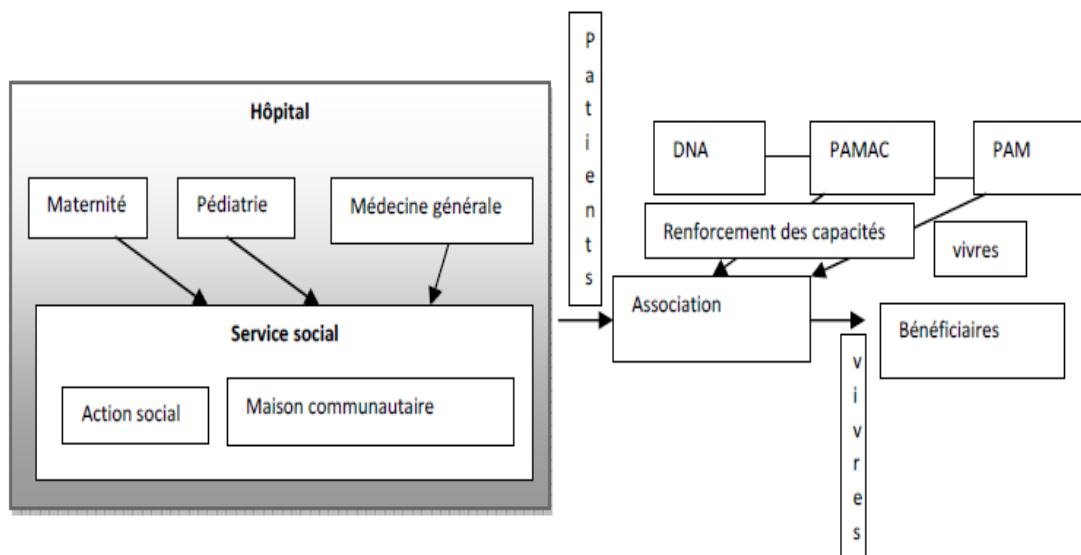 Hôpital
Maternité
Pédiatrie
Médecine générale
Service social
Action social
Maison communautaire
Patients
DNA
PAMAC
PAM
Renforcement des capacités
vivres
Association
Bénéficiaires
vivres